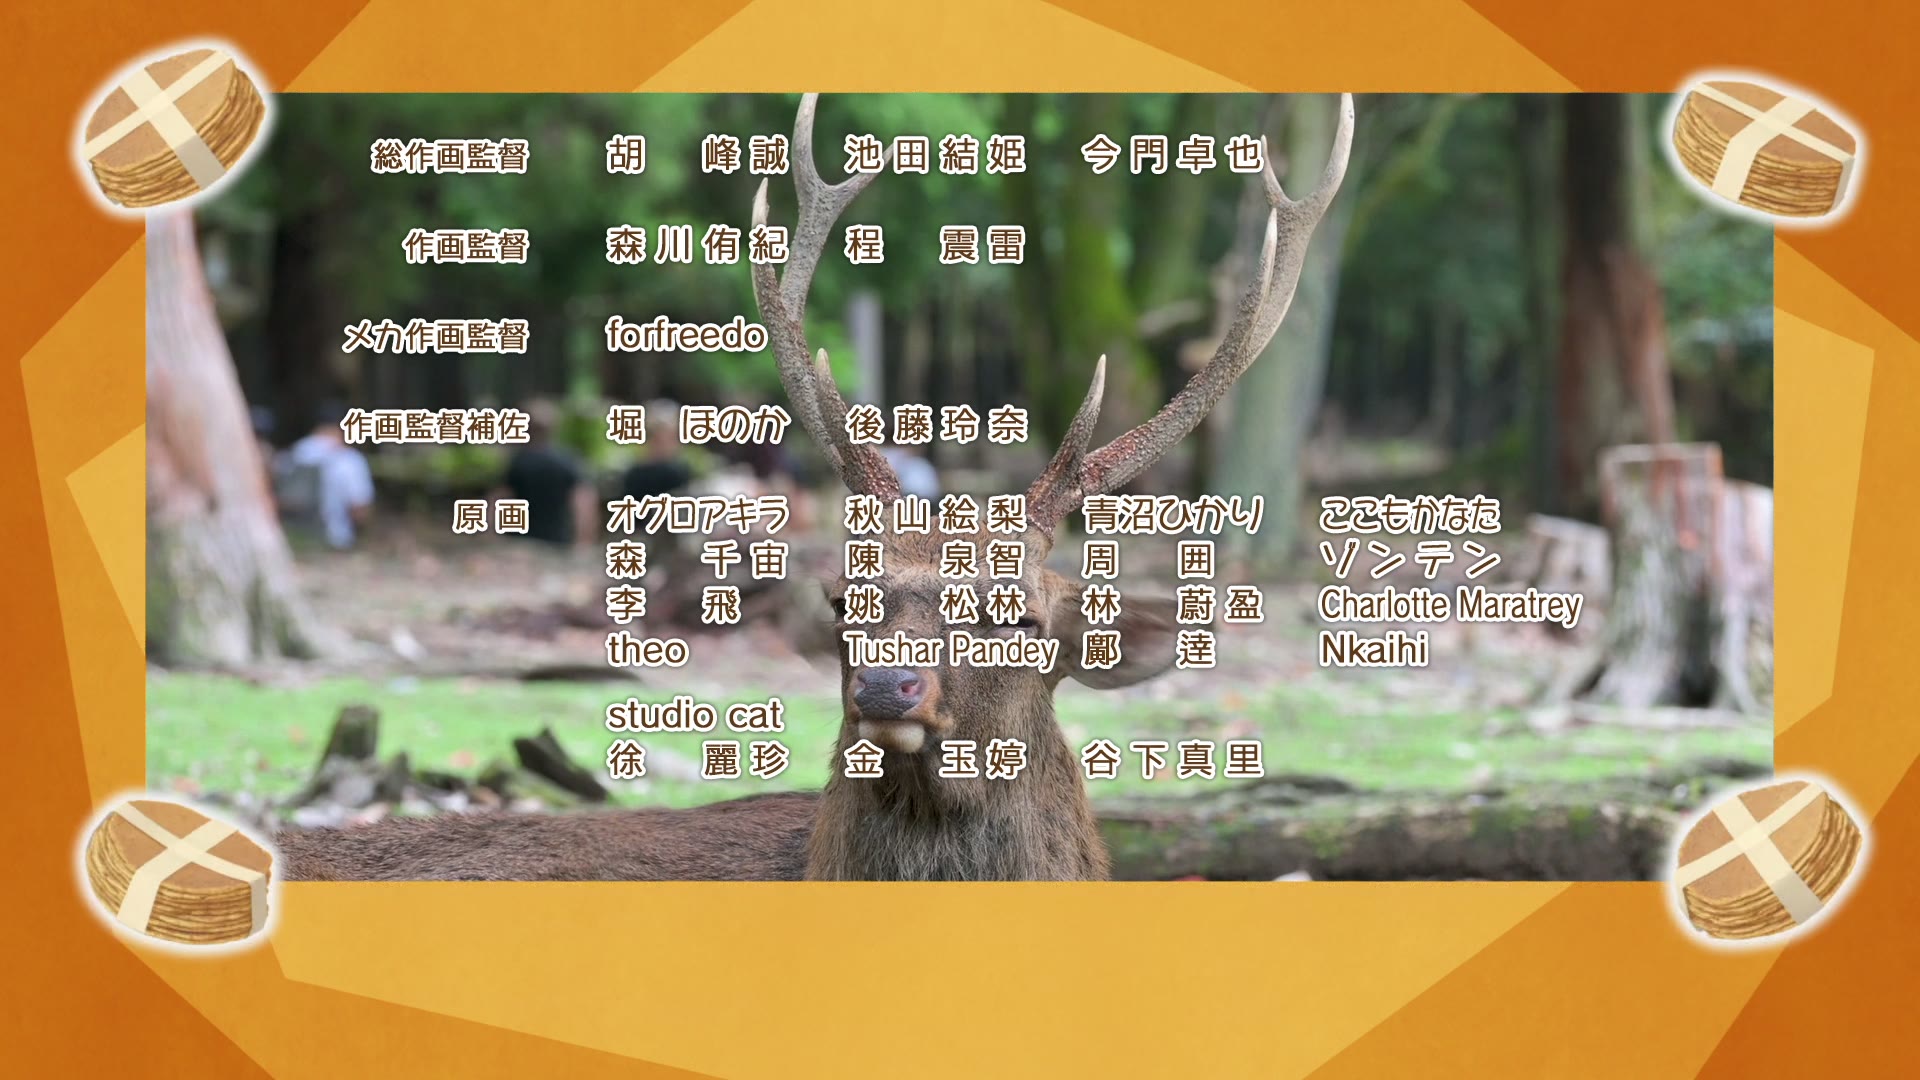 総作画監督 胡 峰誠 池田結姫 今門卓也
作画監督 森川侑紀 程 震雷
メカ作画監督 forfreedo
作画監督補佐 堀 ほのか 後藤玲奈
原画 オグロアキラ 秋山絵梨 青沼ひかり ここもかなた
森 千宙 陳 泉智 周 囲 ゾンテン
李 飛 姚 松林 林 蔚盈 Charlotte Maratrey
theo Tushar Pandey 鄺 達 Nkaihi
studio cat
徐 麗珍 金 玉婷 谷下真里